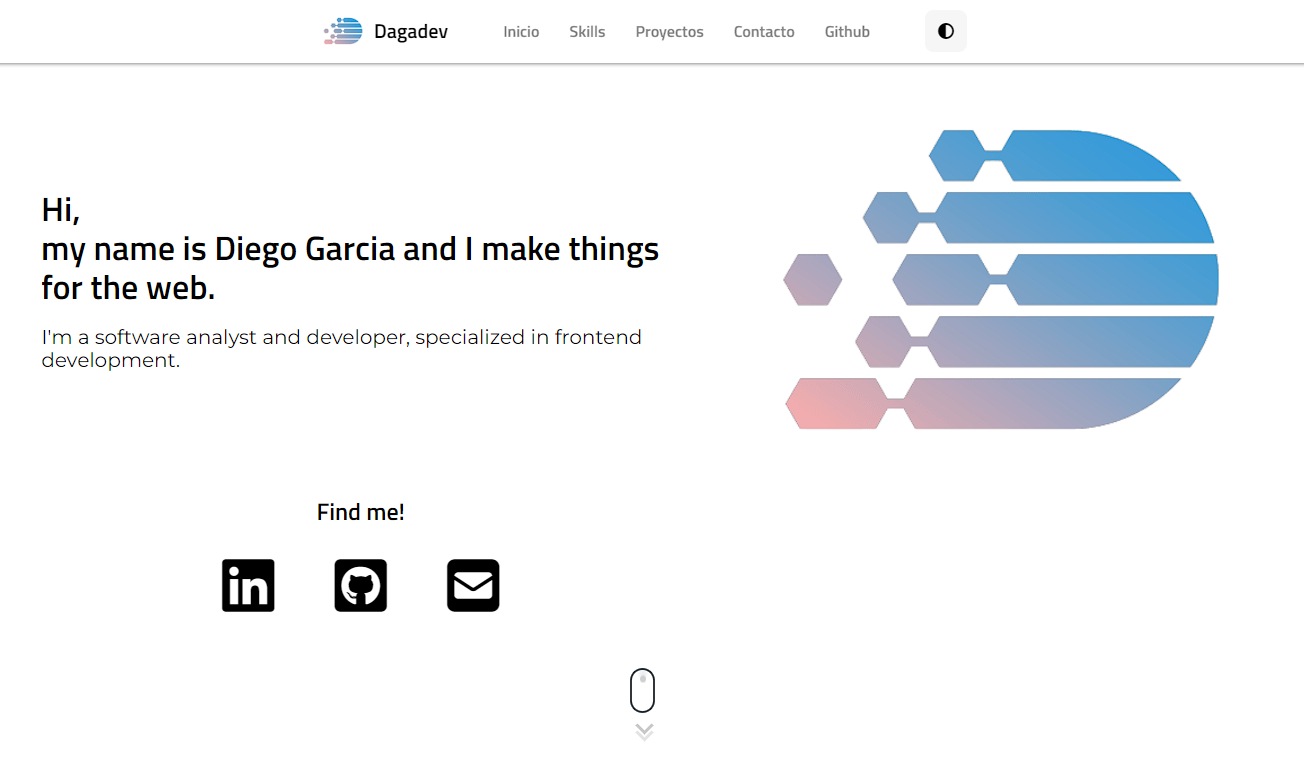 Dagadev
Inicio
Skills
Proyectos
Contacto
Github
Hi,
my name is Diego Garcia and I make things
for the web.
I'm a software analyst and developer, specialized in frontend
development.
Find me!
in